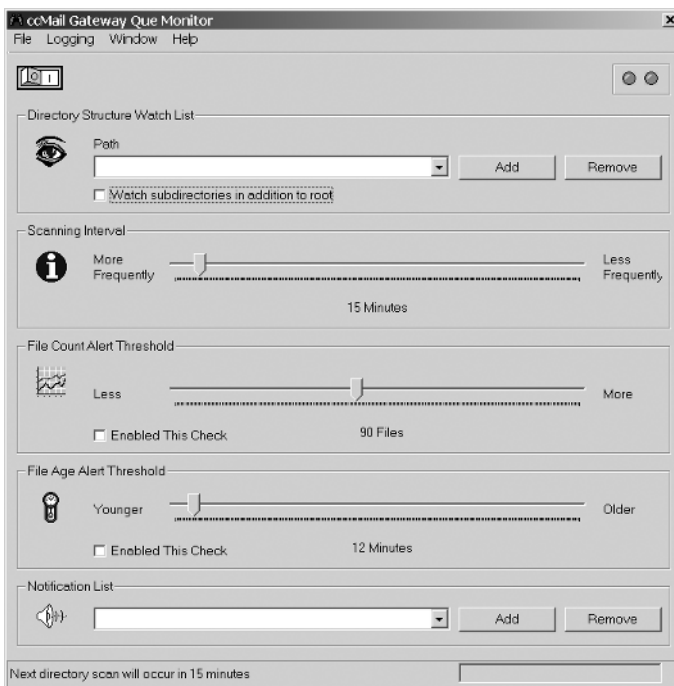 ccMail Gateway Que Monitor
File Logging Window Help
Directory Structure Watch List
Path
Add
Remove
Watch subdirectories in addition to root
Scanning Interval
More Frequently
Less Frequently
15 Minutes
File Count Alert Threshold
Less
More
Enabled This Check
90 Files
File Age Alert Threshold
Younger
Older
Enabled This Check
12 Minutes
Notification List
Add
Remove
Next directory scan will occur in 15 minutes